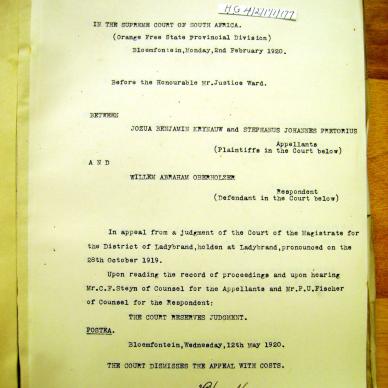 HG 4/2/1/1/177
IN THE SUPREME COURT OF SOUTH AFRICA.
(Orange Free State Provincial Division)
Bloemfontein, Monday, 2nd February 1920.
Before the Honourable Mr. Justice Ward.
BETWEEN
JOZUA BENJAMIN KRYNAUW and STEPHANUS JOHANNES PRETORIUS
Appellants
(Plaintiffs in the Court below)
A N D
WILLEM ABRAHAM OBERHOLZER
Respondent
(Defendant in the Court below)
In appeal from a judgment of the Court of the Magistrate for
the District of Ladybrand, holden at Ladybrand, pronounced on the
28th October 1919.
Upon reading the record of proceedings and upon hearing
Mr. C.F. Steyn of Counsel for the Appellants and Mr. P.U. Fischer
of Counsel for the Respondent;
THE COURT RESERVES JUDGMENT.
POSTEA.
Bloemfontein, Wednesday, 12th May 1920.
THE COURT DISMISSES THE APPEAL WITH COSTS.